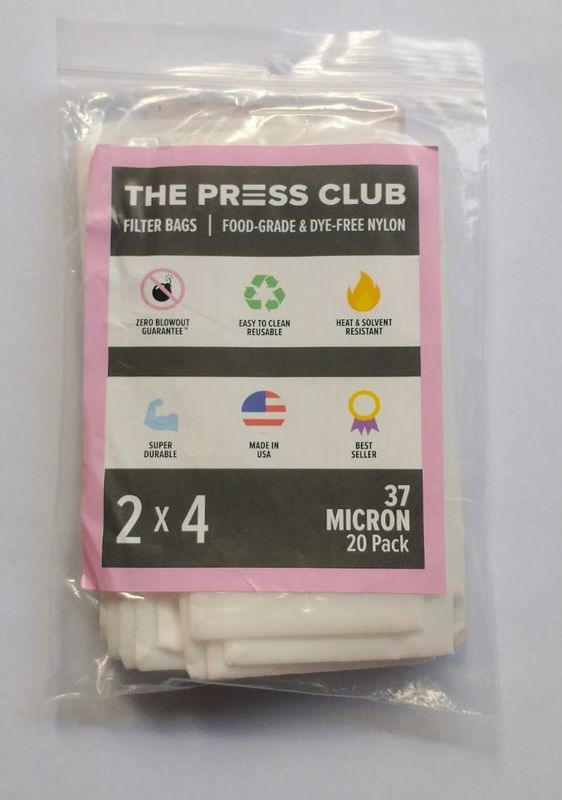 THE PRESS CLUB
FILTER BAGS | FOOD-GRADE & DYE-FREE NYLON
ZERO BLOWOUT
GUARANTEE™
EASY TO CLEAN
REUSABLE
HEAT & SOLVENT
RESISTANT
SUPER
DURABLE
MADE IN
USA
BEST
SELLER
2 x 4
37
MICRON
20 Pack